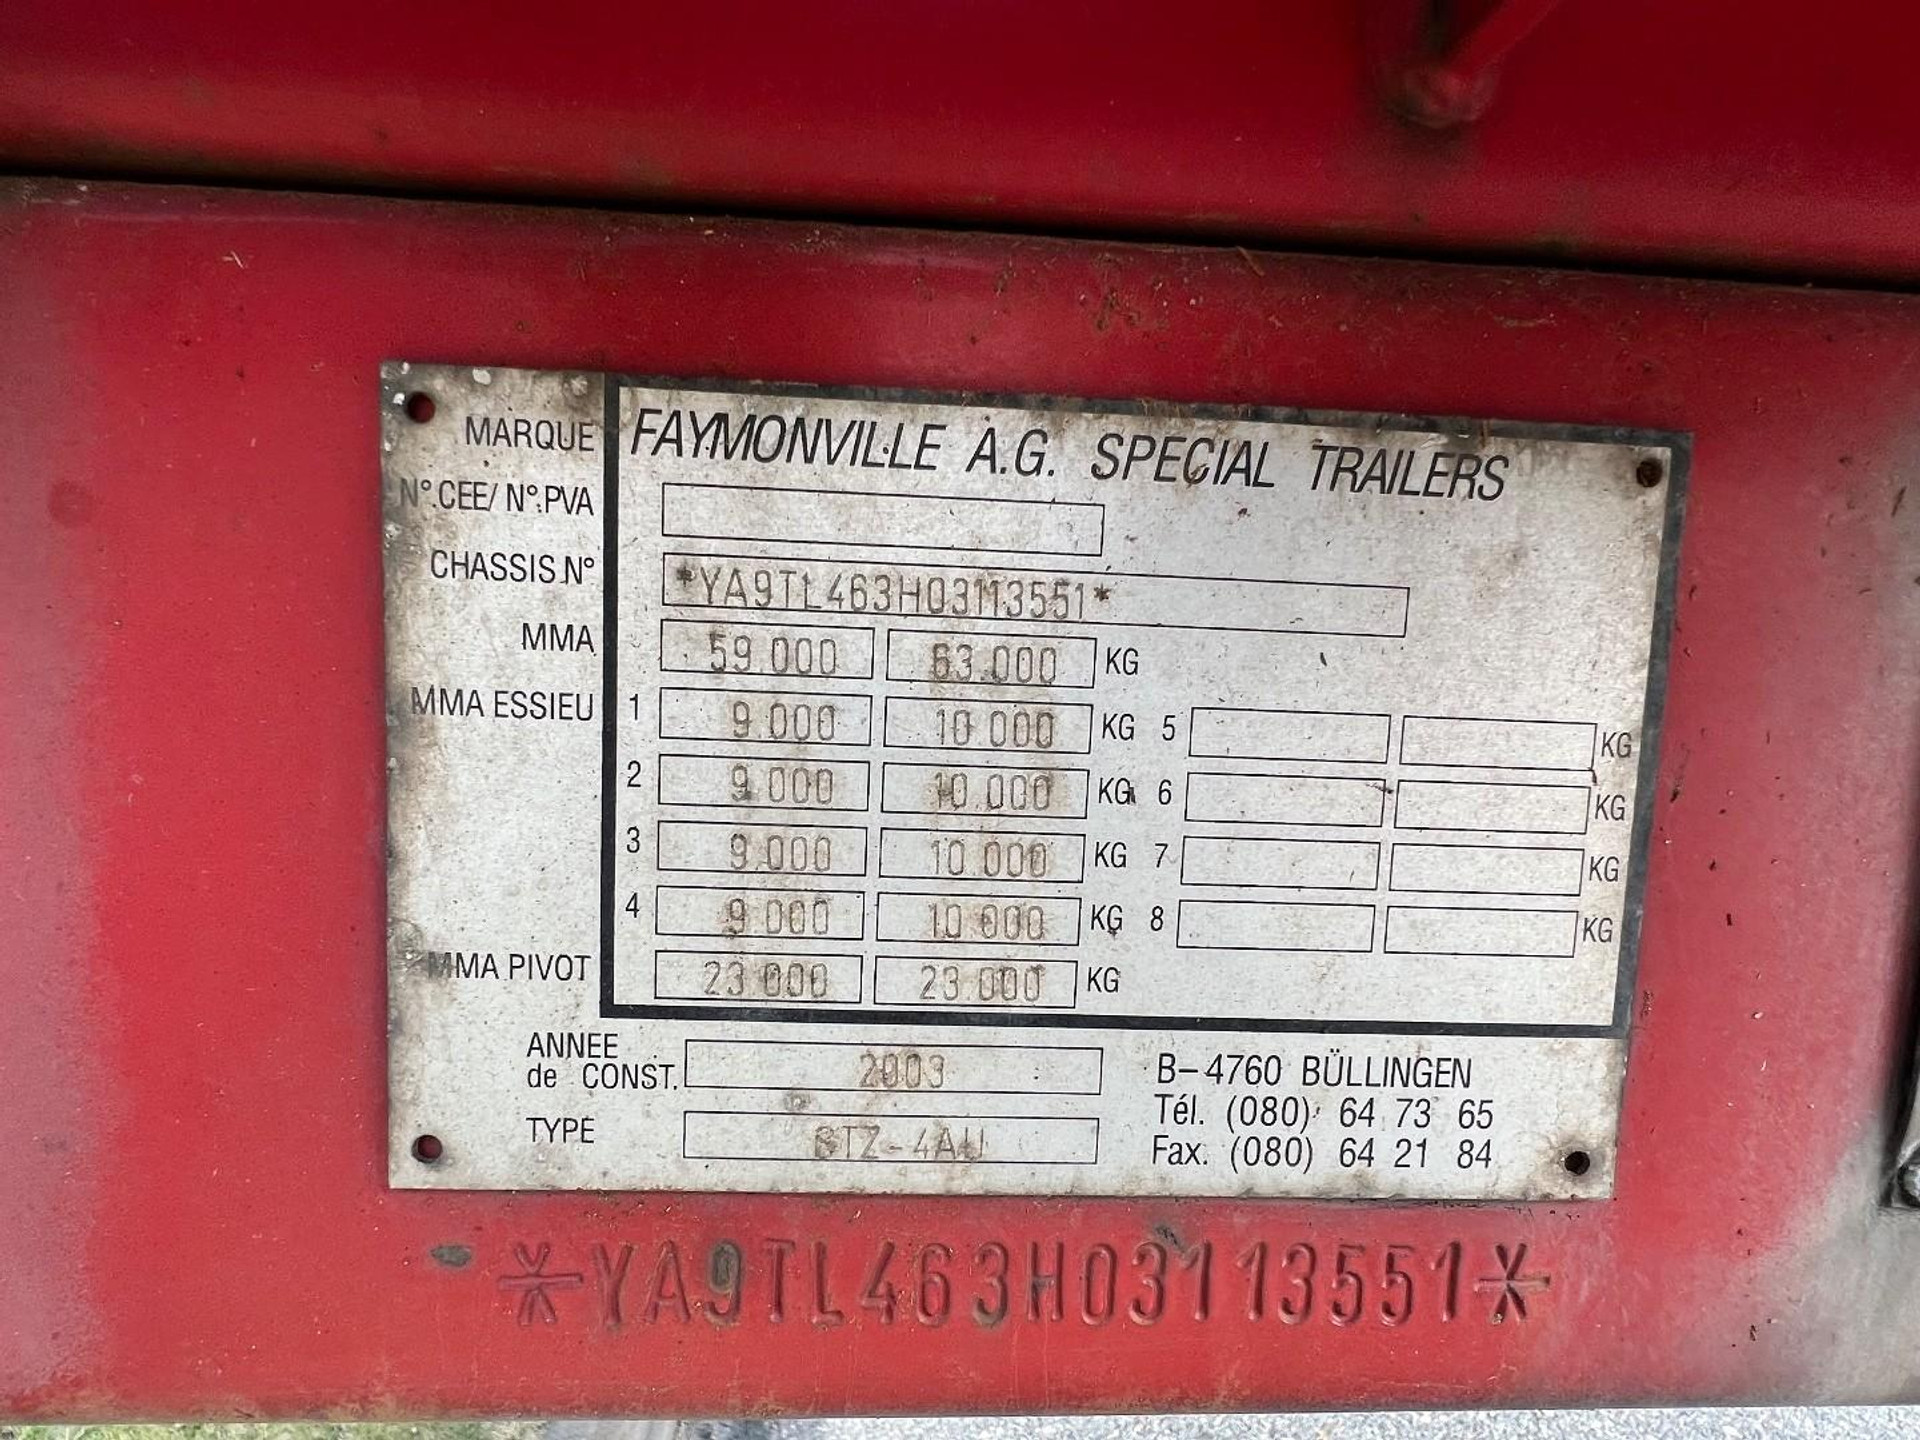 MARQUE FAYMONVILLE A.G. SPECIAL TRAILERS
N°.CEE/ N°.PVA
CHASSIS.N° *YA9TL463H03113551*
MMA 59.000 63.000 KG
MMA ESSIEU 1 9.000 10.000 KG 5 KG
2 9.000 10.000 KG 6 KG
3 9.000 10.000 KG 7 KG
4 9.000 10.000 KG 8 KG
MMA PIVOT 23.000 23.000 KG
ANNEE
de CONST. 2003
TYPE STZ-4AU
B-4760 BÜLLINGEN
Tél. (080) 64 73 65
Fax. (080) 64 21 84
*YA9TL463H03113551*